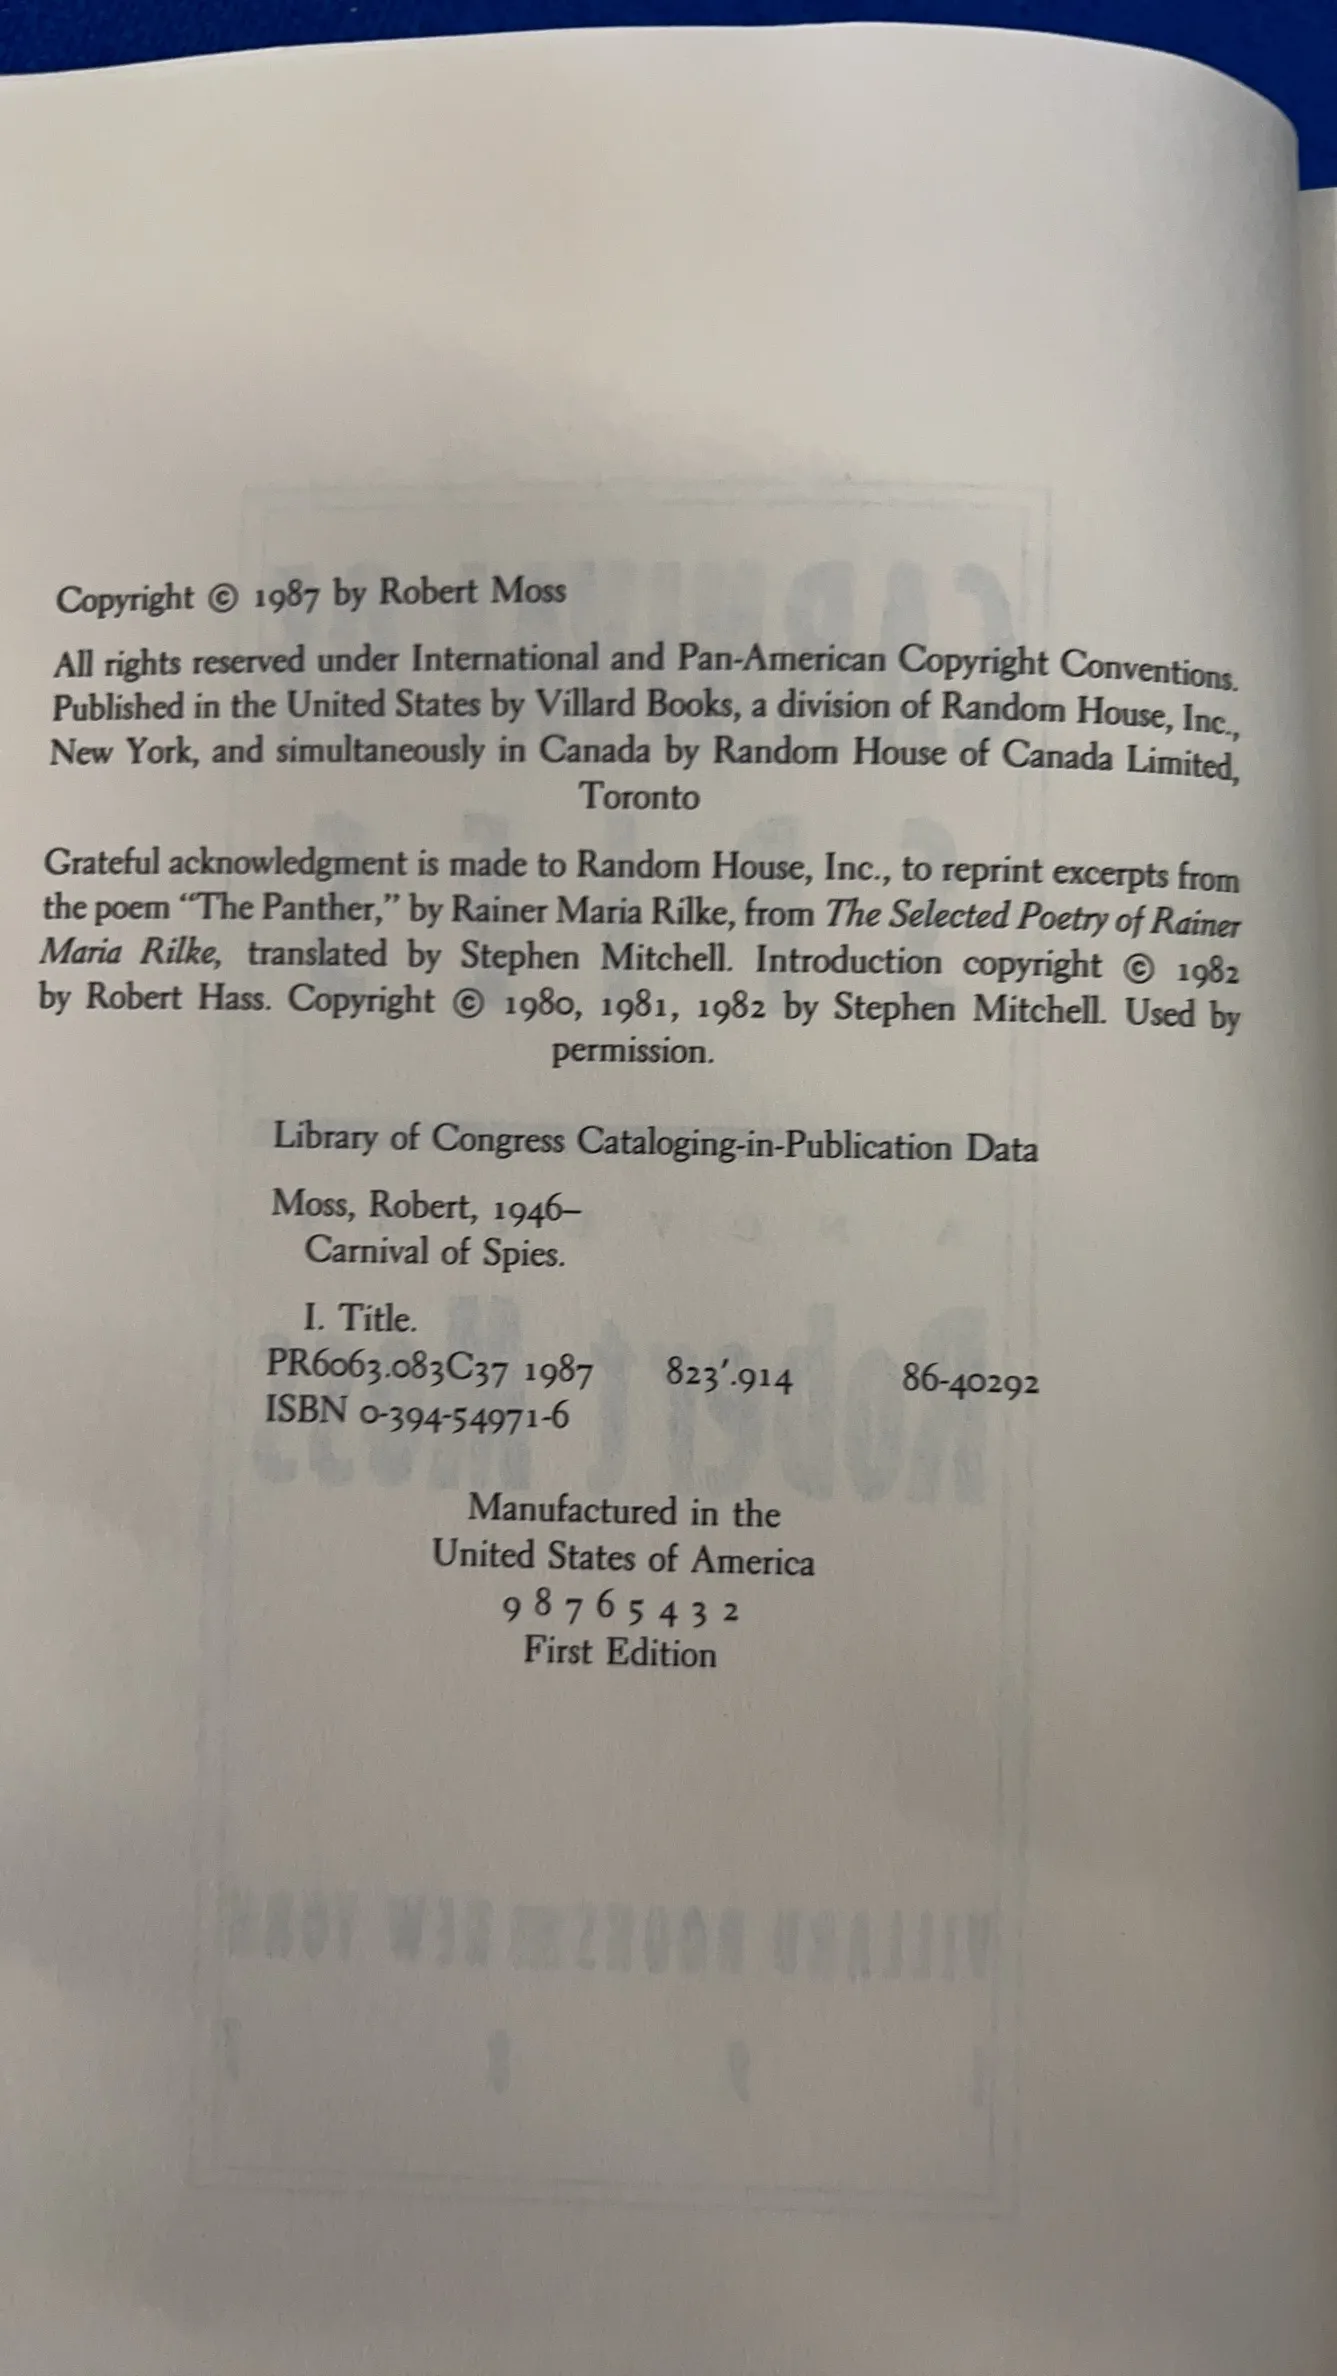 Copyright © 1987 by Robert Moss
All rights reserved under International and Pan-American Copyright Conventions.
Published in the United States by Villard Books, a division of Random House, Inc.,
New York, and simultaneously in Canada by Random House of Canada Limited,
Toronto
Grateful acknowledgment is made to Random House, Inc., to reprint excerpts from
the poem “The Panther,” by Rainer Maria Rilke, from The Selected Poetry of Rainer
Maria Rilke, translated by Stephen Mitchell. Introduction copyright © 1982
by Robert Hass. Copyright © 1980, 1981, 1982 by Stephen Mitchell. Used by
permission.
Library of Congress Cataloging-in-Publication Data
Moss, Robert, 1946–
Carnival of Spies.
I. Title.
PR6063.083C37 1987 823′.914 86-40292
ISBN 0-394-54971-6
Manufactured in the
United States of America
9 8 7 6 5 4 3 2
First Edition